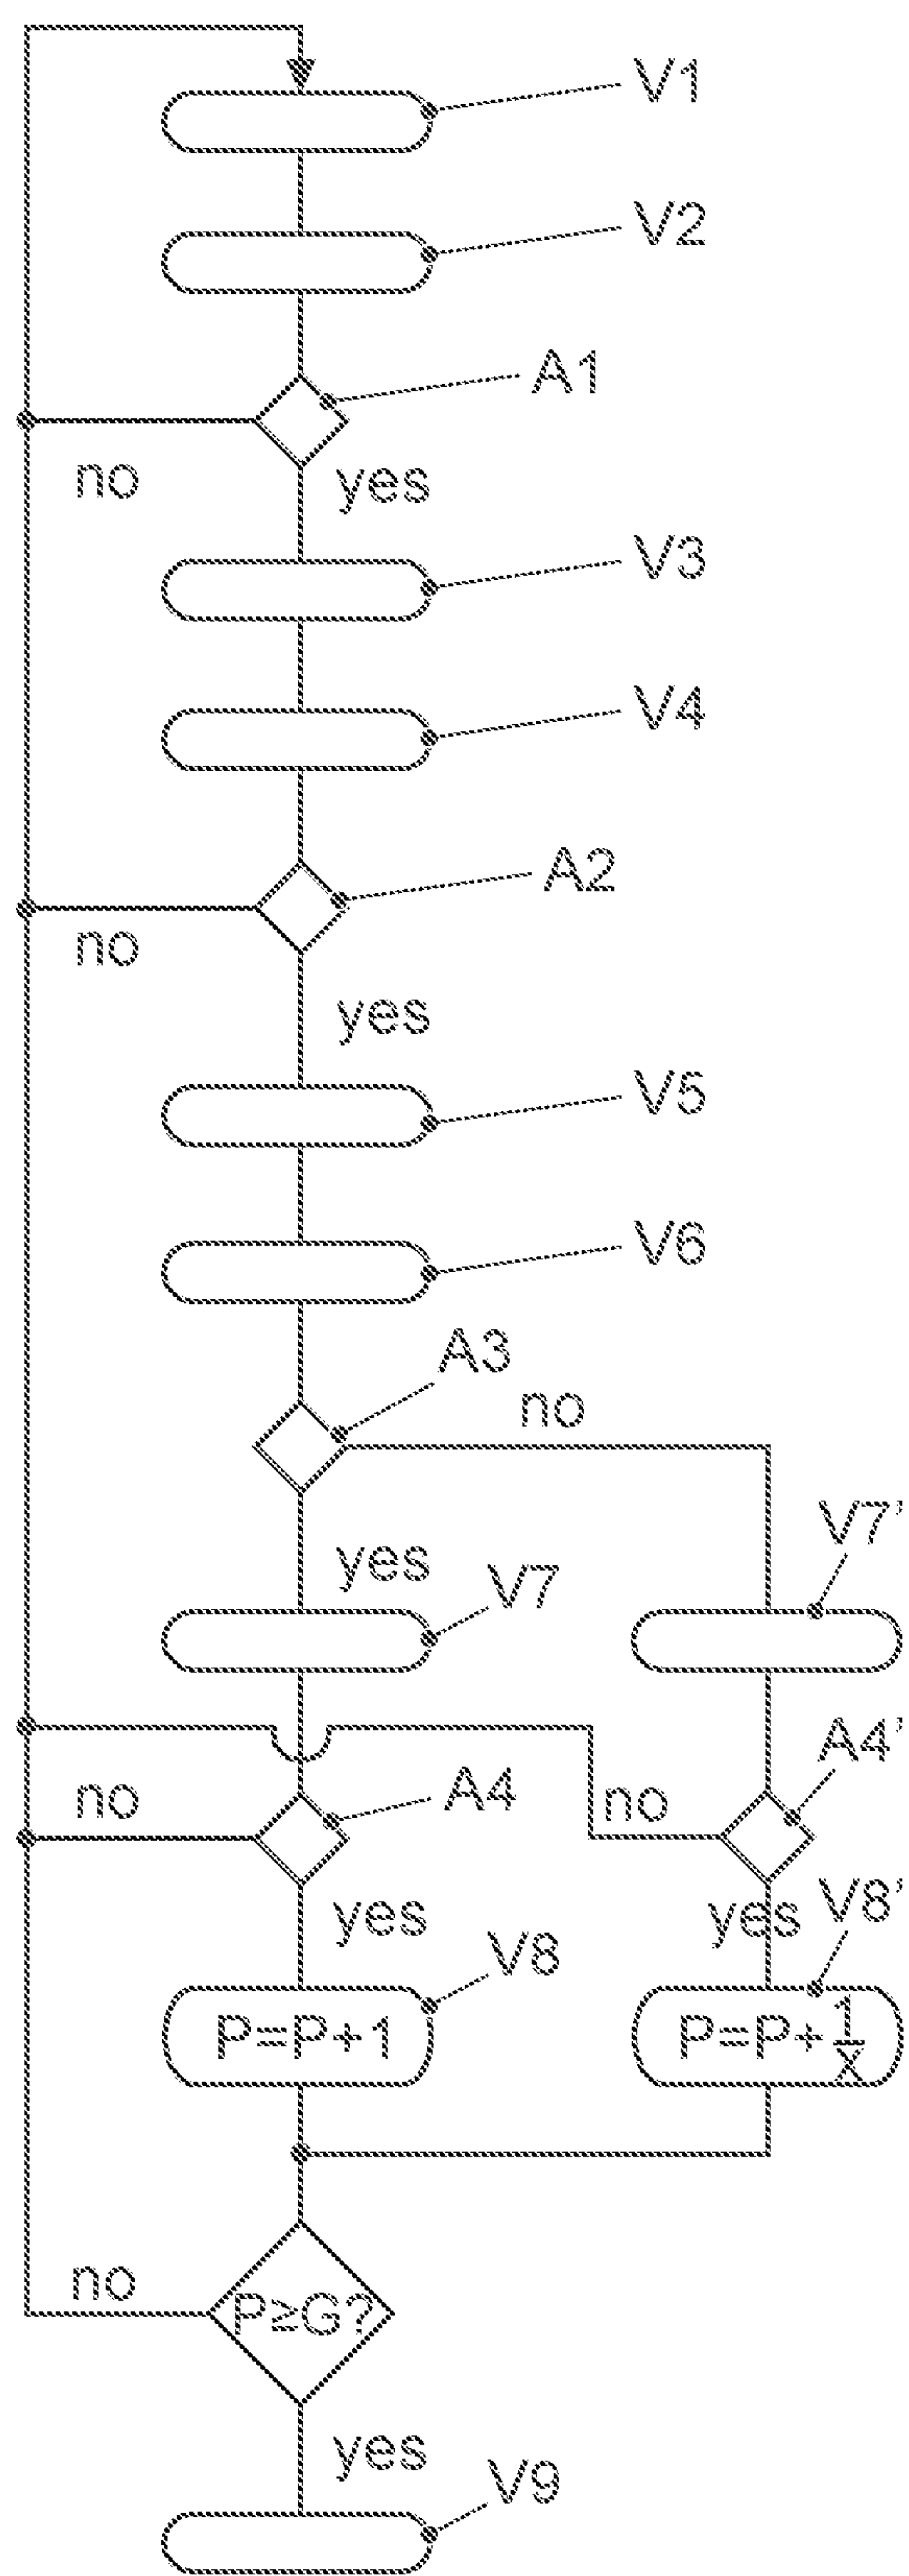 V1
V2
A1
no
yes
V3
V4
A2
no
yes
V5
V6
A3
no
yes
V7
V7'
A4'
no
A4
no
yes
V8
yes
V8'
P=P+1
P=P+1/x
no
P≥G?
yes
V9